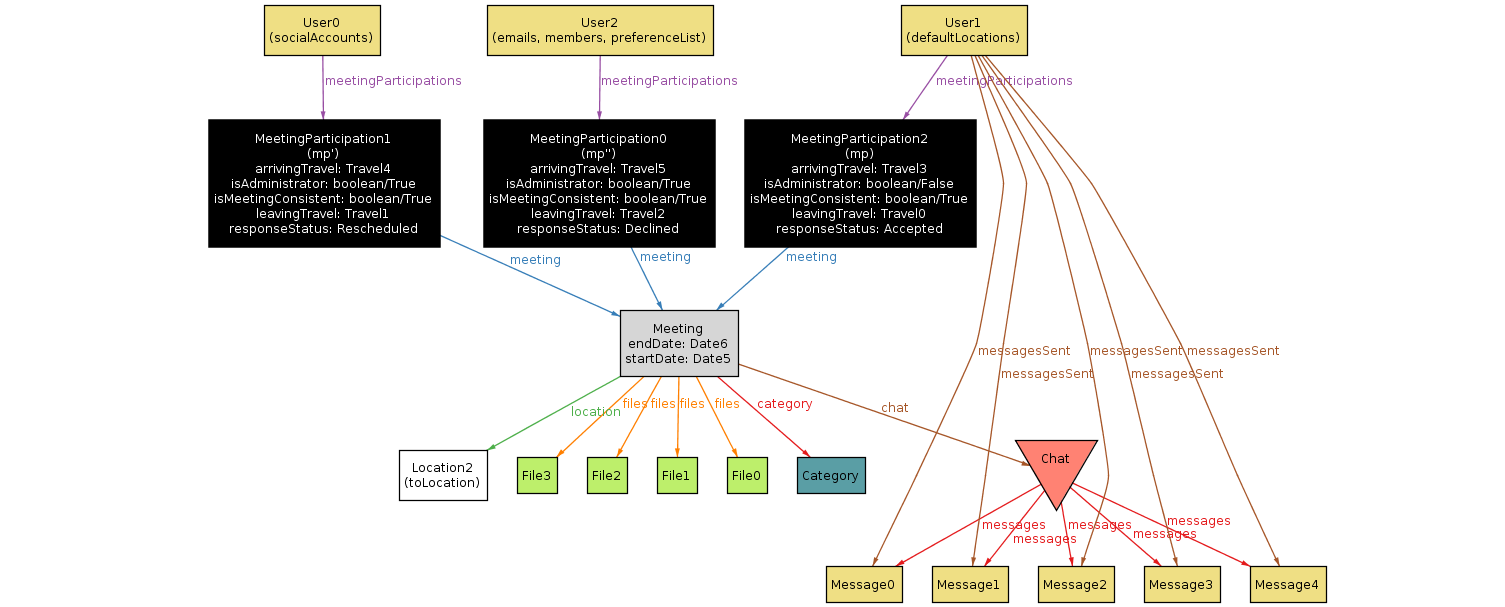 User0
(socialAccounts)
User2
(emails, members, preferenceList)
User1
(defaultLocations)
meetingParticipations
meetingParticipations
meetingParticipations
MeetingParticipation1
(mp')
arrivingTravel: Travel4
isAdministrator: boolean/True
isMeetingConsistent: boolean/True
leavingTravel: Travel1
responseStatus: Rescheduled
MeetingParticipation0
(mp'')
arrivingTravel: Travel5
isAdministrator: boolean/True
isMeetingConsistent: boolean/True
leavingTravel: Travel2
responseStatus: Declined
MeetingParticipation2
(mp)
arrivingTravel: Travel3
isAdministrator: boolean/False
isMeetingConsistent: boolean/True
leavingTravel: Travel0
responseStatus: Accepted
meeting
meeting
meeting
Meeting
endDate: Date6
startDate: Date5
messagesSent
messagesSent
messagesSent
messagesSent
messagesSent
location
files
files
files
files
category
chat
Location2
(toLocation)
File3
File2
File1
File0
Category
Chat
messages
messages
messages
messages
messages
Message0
Message1
Message2
Message3
Message4